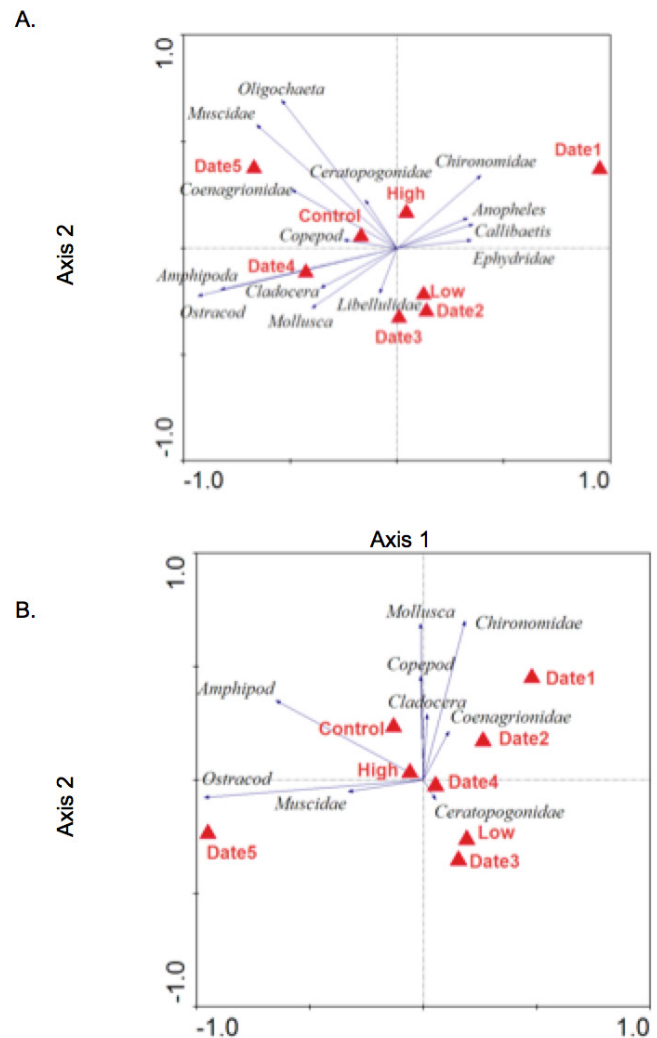 A.
1.0
Oligochaeta
Muscidae
Date1
Chironomidae
Date5
Ceratopogonidae
Coenagrionidae
High
Anopheles
Control
Callibaetis
Copepod
Axis 2
Ephydridae
Date4
Amphipoda
Cladocera
Low
Libellulidae
Ostracod
Date2
Mollusca
Date3
-1.0
-1.0 1.0
Axis 1
1.0
B.
Mollusca
Chironomidae
Copepod
Date1
Amphipod
Cladocera
Coenagrionidae
Control
Date2
High
Ostracod
Date4
Axis 2
Muscidae
Ceratopogonidae
Low
Date5
Date3
-1.0
-1.0 1.0